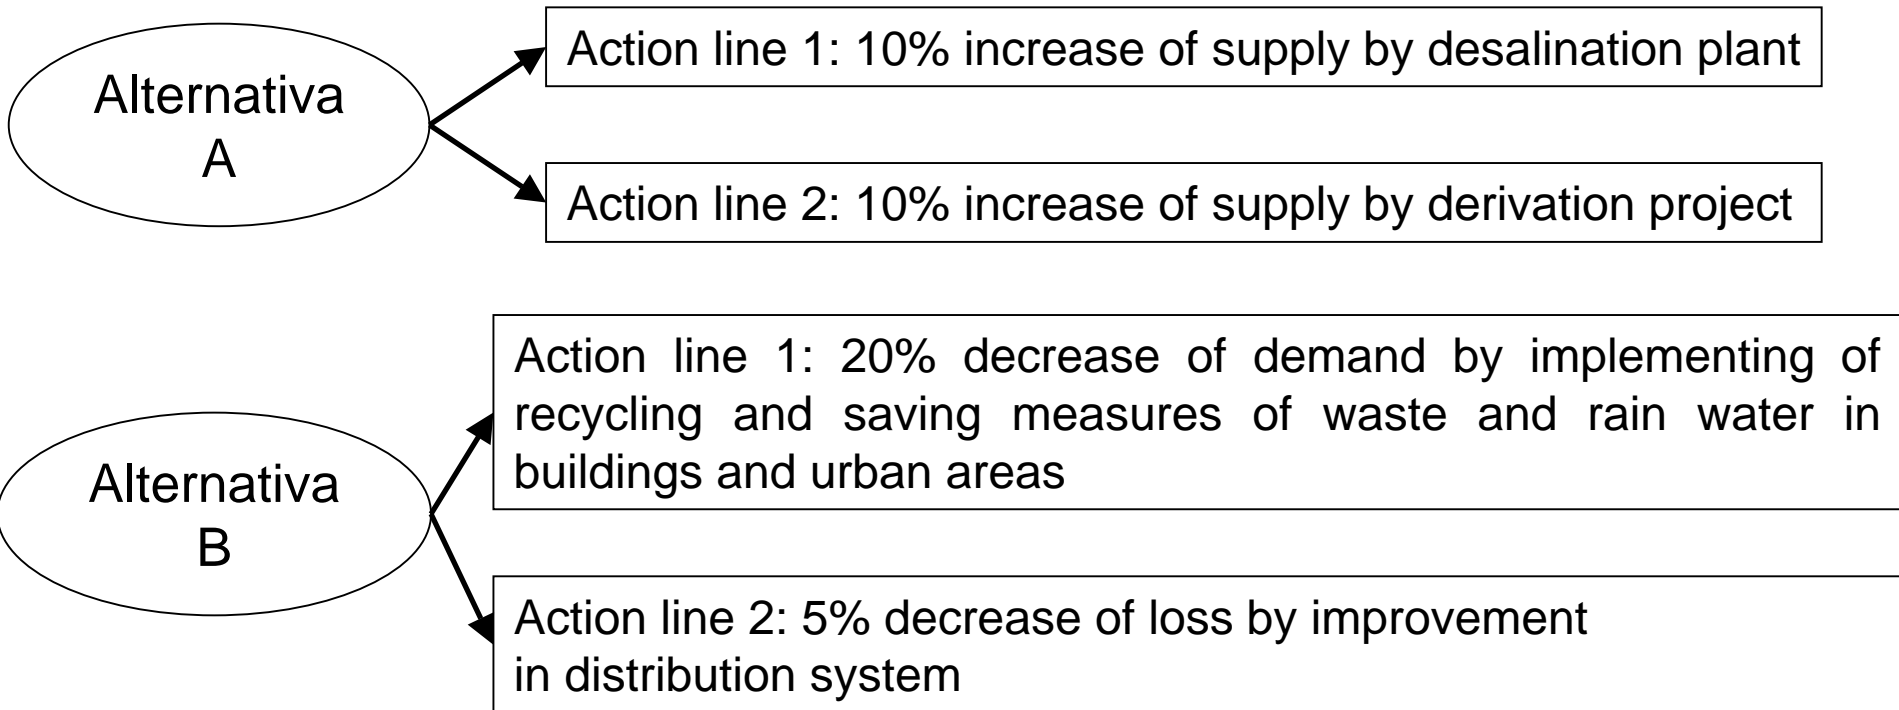 Alternativa
A
Action line 1: 10% increase of supply by desalination plant
Action line 2: 10% increase of supply by derivation project
Alternativa
B
Action line 1: 20% decrease of demand by implementing of
recycling and saving measures of waste and rain water in
buildings and urban areas
Action line 2: 5% decrease of loss by improvement
in distribution system